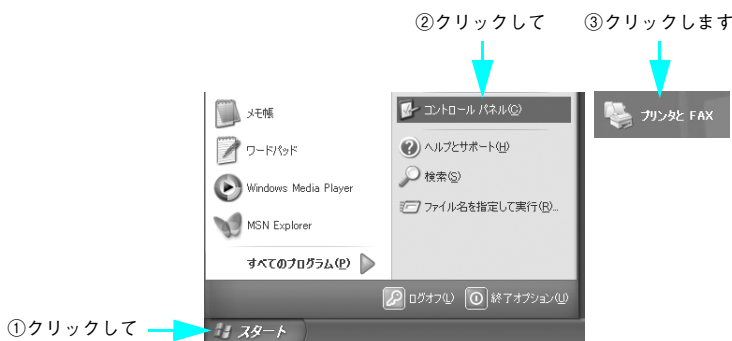 ②クリックして
③クリックします
メモ帳
コントロール パネル(C)
プリンタと FAX
ワードパッド
ヘルプとサポート(H)
Windows Media Player
検索(S)
ファイル名を指定して実行(R)...
MSN Explorer
すべてのプログラム(P)
ログオフ(L)
終了オプション(U)
①クリックして
スタート